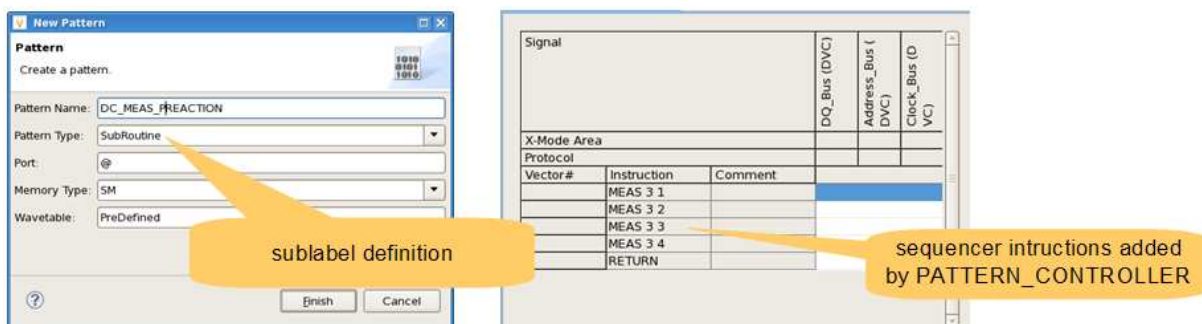 New Pattern
Pattern
Create a pattern.
1010
0101
1010
Pattern Name: DC_MEAS_PREACTION
Pattern Type: SubRoutine
Port: @
Memory Type: SM
Wavetable: PreDefined
sublabel definition
Finish
Cancel
Signal
DQ_Bus (DVC)
Address_Bus (
DVC)
Clock_Bus (D
VC)
X-Mode Area
Protocol
Vector# Instruction Comment
MEAS 3 1
MEAS 3 2
MEAS 3 3
MEAS 3 4
RETURN
sequencer intructions added
by PATTERN_CONTROLLER